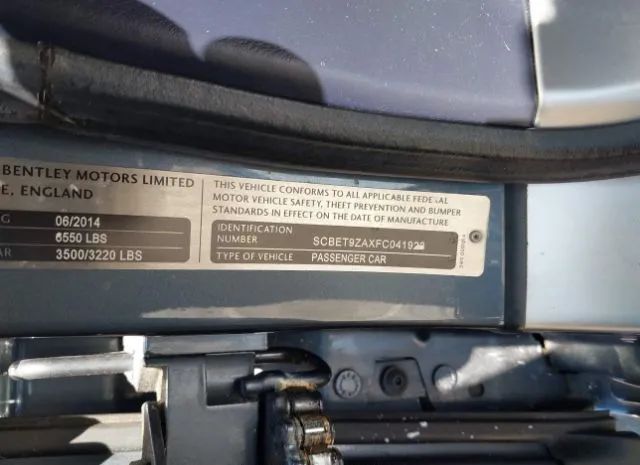 BENTLEY MOTORS LIMITED
E, ENGLAND
G 06/2014
6550 LBS
AR 3500/3220 LBS
THIS VEHICLE CONFORMS TO ALL APPLICABLE FEDERAL
MOTOR VEHICLE SAFETY, THEFT PREVENTION AND BUMPER
STANDARDS IN EFFECT ON THE DATE OF MANUFACTURE
IDENTIFICATION
NUMBER
TYPE OF VEHICLE PASSENGER CAR